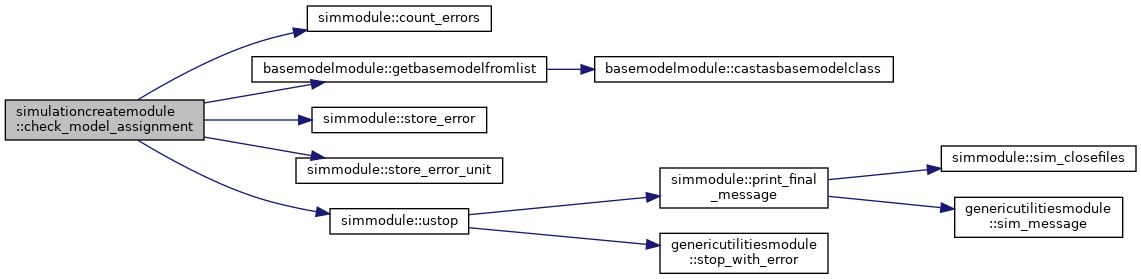 simulationcreatemodule
::check_model_assignment
simmodule::count_errors
basemodelmodule::getbasemodelfromlist
basemodelmodule::castasbasemodelclass
simmodule::store_error
simmodule::store_error_unit
simmodule::ustop
simmodule::print_final
_message
genericutilitiesmodule
::stop_with_error
simmodule::sim_closefiles
genericutilitiesmodule
::sim_message